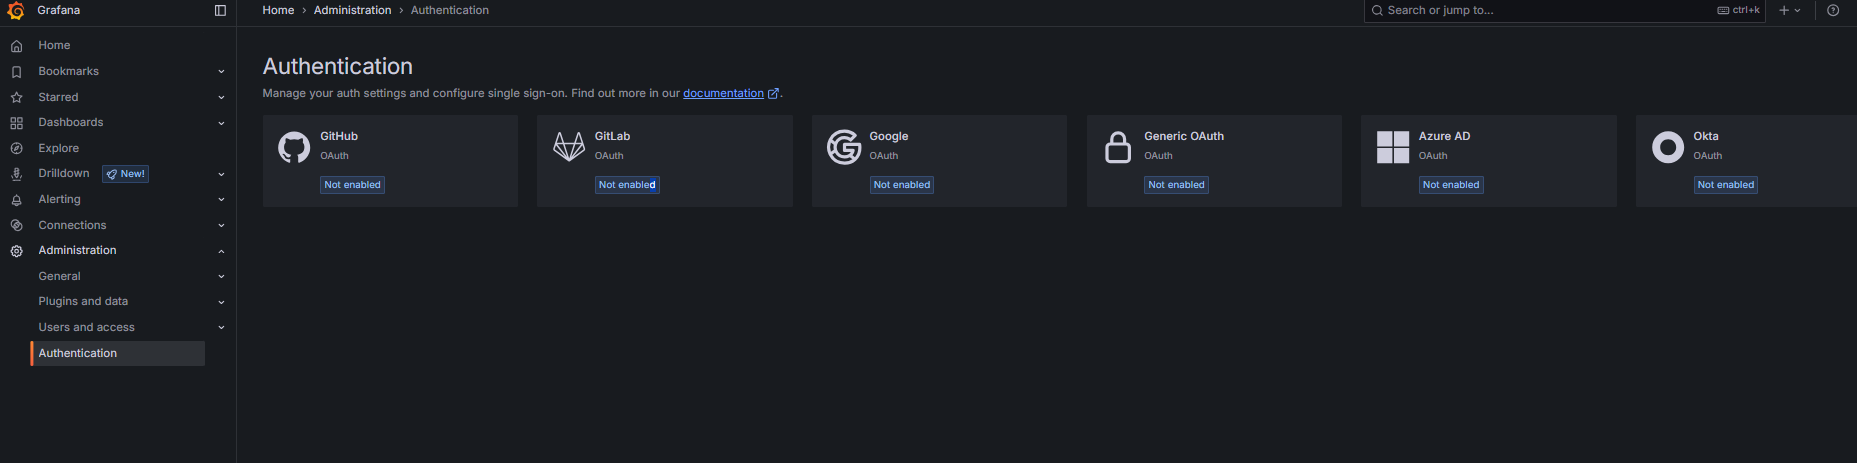 Grafana
Home
Bookmarks
Starred
Dashboards
Explore
Drilldown New!
Alerting
Connections
Administration
General
Plugins and data
Users and access
Authentication
Home › Administration › Authentication
Search or jump to... ctrl+k
Authentication
Manage your auth settings and configure single sign-on. Find out more in our documentation .
GitHub
OAuth
Not enabled
GitLab
OAuth
Not enabled
Google
OAuth
Not enabled
Generic OAuth
OAuth
Not enabled
Azure AD
OAuth
Not enabled
Okta
OAuth
Not enabled